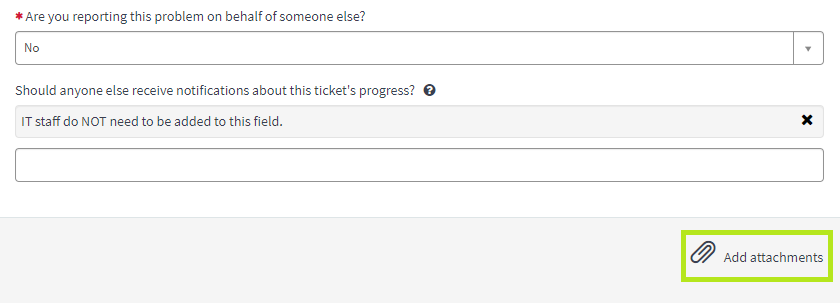 * Are you reporting this problem on behalf of someone else?
No
Should anyone else receive notifications about this ticket's progress? ?
IT staff do NOT need to be added to this field.
Add attachments